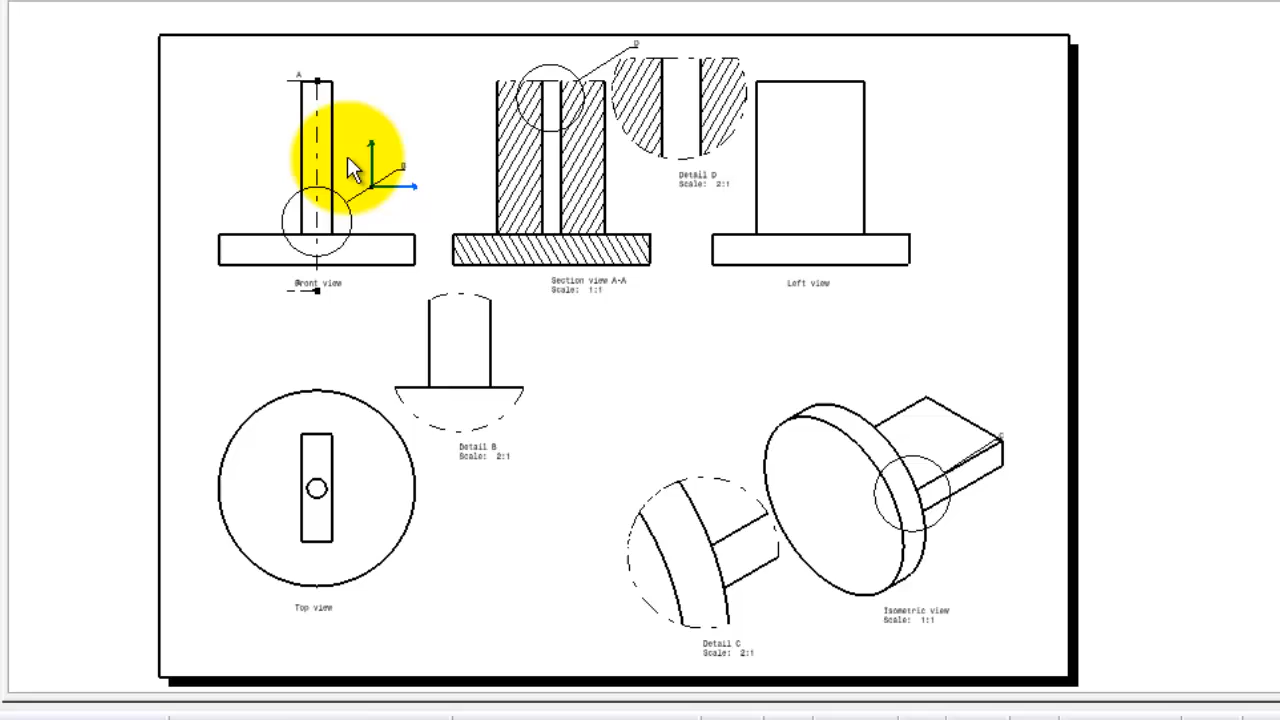 A
B
D
Detail D
Scale: 2:1
Front view
Section view A-A
Scale: 1:1
Left view
Detail B
Scale: 2:1
C
Top view
Isometric view
Scale: 1:1
Detail C
Scale: 2:1